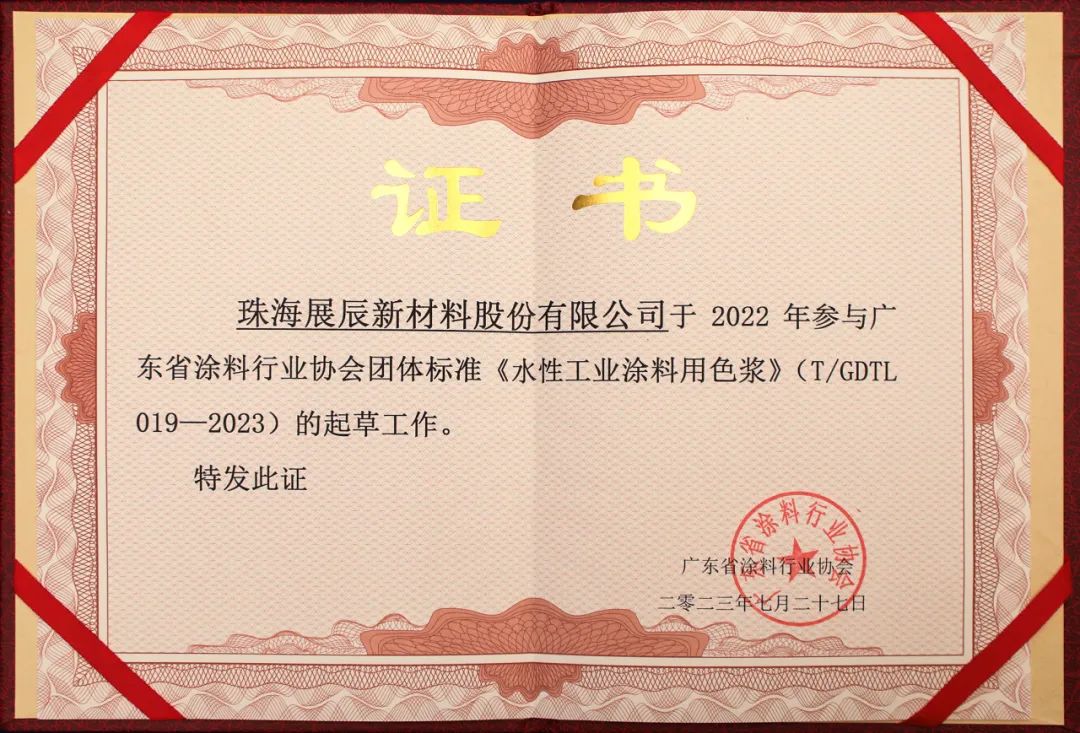 证书
珠海展辰新材料股份有限公司于 2022 年参与广
东省涂料行业协会团体标准《水性工业涂料用色浆》（T/GDTL
019—2023）的起草工作。
特发此证
广东省涂料行业协会
广东省涂料行业协会
二零二三年七月二十七日